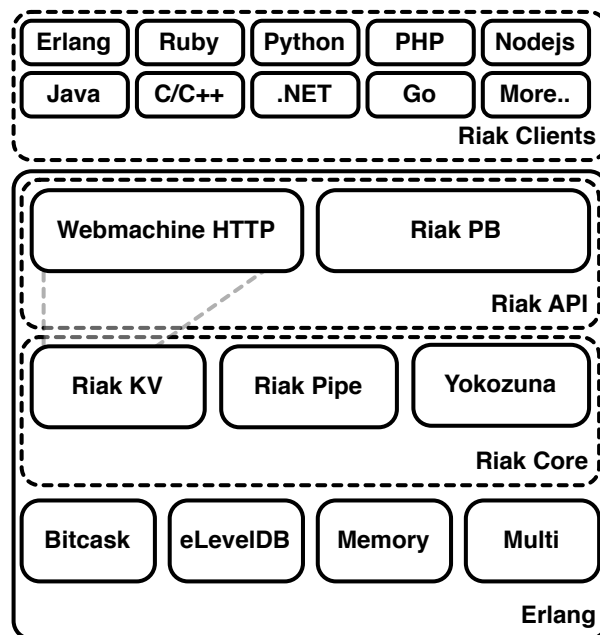 Erlang Ruby Python PHP Nodejs
Java C/C++ .NET Go More..
Riak Clients
Webmachine HTTP Riak PB
Riak API
Riak KV Riak Pipe Yokozuna
Riak Core
Bitcask eLevelDB Memory Multi
Erlang